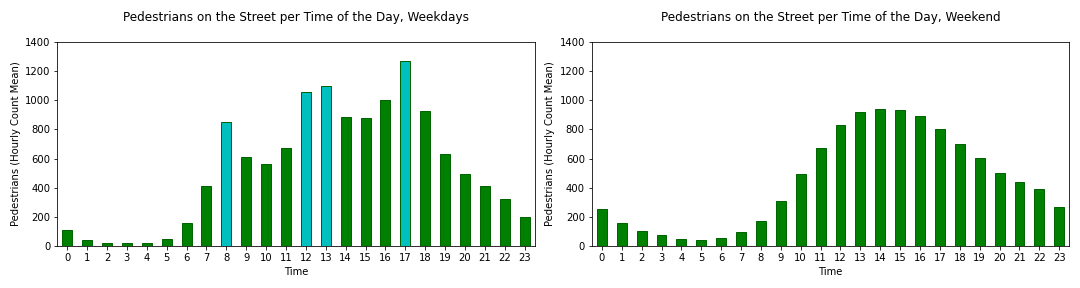 Pedestrians on the Street per Time of the Day, Weekdays
Pedestrians (Hourly Count Mean)
1400
1200
1000
800
600
400
200
0
0 1 2 3 4 5 6 7 8 9 10 11 12 13 14 15 16 17 18 19 20 21 22 23
Time
Pedestrians on the Street per Time of the Day, Weekend
Pedestrians (Hourly Count Mean)
1400
1200
1000
800
600
400
200
0
0 1 2 3 4 5 6 7 8 9 10 11 12 13 14 15 16 17 18 19 20 21 22 23
Time